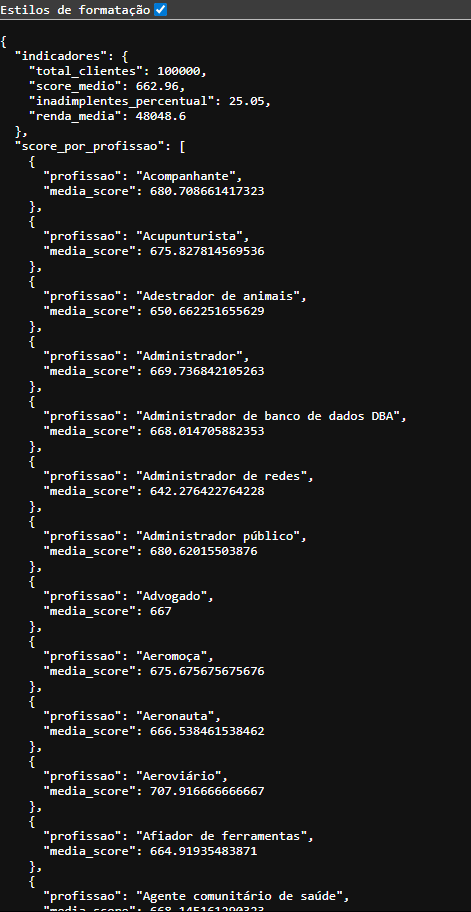 Estilos de formatação
{
"indicadores": {
"total_clientes": 100000,
"score_medio": 662.96,
"inadimplentes_percentual": 25.05,
"renda_media": 48048.6
},
"score_por_profissao": [
{
"profissao": "Acompanhante",
"media_score": 680.708661417323
},
{
"profissao": "Acupunturista",
"media_score": 675.827814569536
},
{
"profissao": "Adestrador de animais",
"media_score": 650.662251655629
},
{
"profissao": "Administrador",
"media_score": 669.736842105263
},
{
"profissao": "Administrador de banco de dados DBA",
"media_score": 668.014705882353
},
{
"profissao": "Administrador de redes",
"media_score": 642.276422764228
},
{
"profissao": "Administrador público",
"media_score": 680.62015503876
},
{
"profissao": "Advogado",
"media_score": 667
},
{
"profissao": "Aeromoça",
"media_score": 675.675675675676
},
{
"profissao": "Aeronauta",
"media_score": 666.538461538462
},
{
"profissao": "Aeroviário",
"media_score": 707.916666666667
},
{
"profissao": "Afiador de ferramentas",
"media_score": 664.91935483871
},
{
"profissao": "Agente comunitário de saúde",
"media_score": 668.145161290323